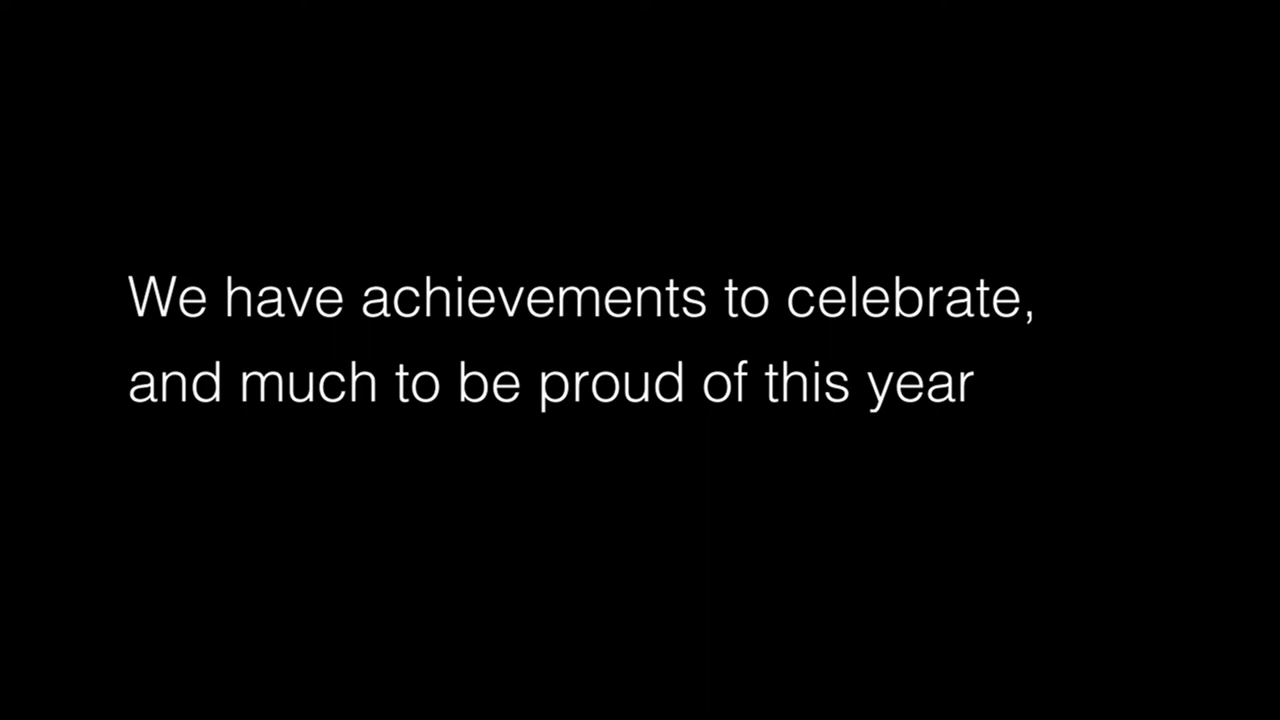 We have achievements to celebrate,
and much to be proud of this year